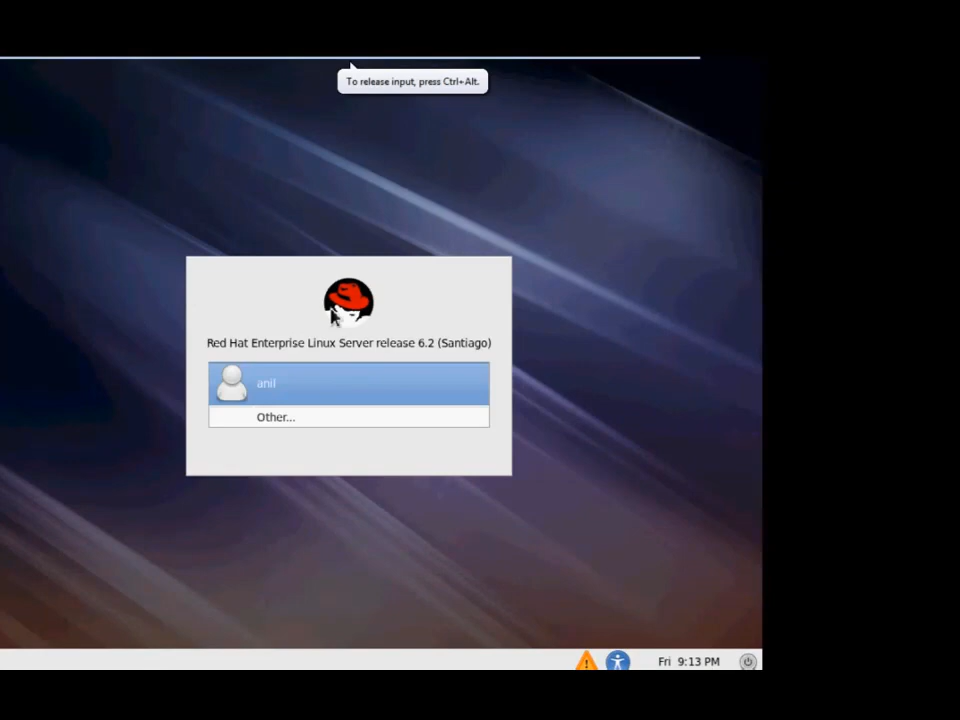 To release input, press Ctrl+Alt.
Red Hat Enterprise Linux Server release 6.2 (Santiago)
anil
Other...
Fri 9:13 PM